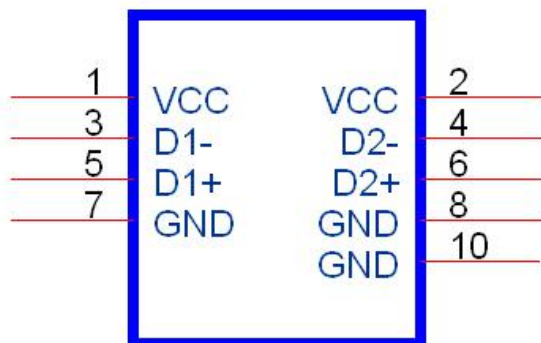 1 VCC VCC 2
3 D1- D2- 4
5 D1+ D2+ 6
7 GND GND 8
GND 10